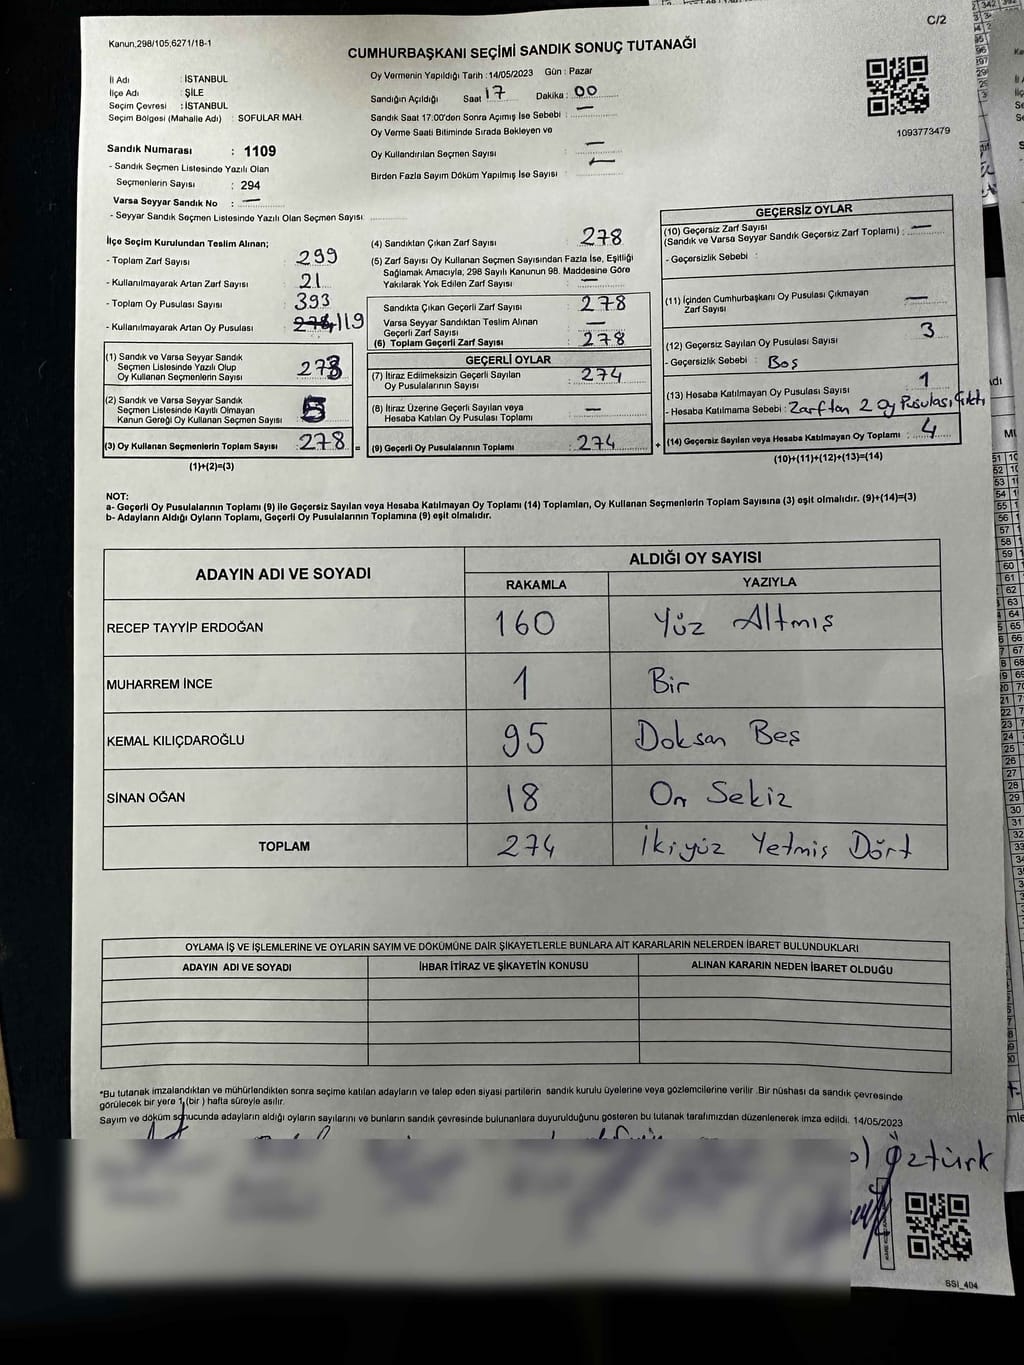 C/2
Kanun,298/105,6271/18-1
CUMHURBAŞKANI SEÇİMİ SANDIK SONUÇ TUTANAĞI
İl Adı : İSTANBUL
İlçe Adı : ŞİLE
Seçim Çevresi : İSTANBUL
Seçim Bölgesi (Mahalle Adı) : SOFULAR MAH.
Oy Vermenin Yapıldığı Tarih : 14/05/2023 Gün : Pazar
Sandığın Açıldığı Saat 17 Dakika : 00
Sandık Saat 17:00'den Sonra Açımış İse Sebebi : —
Oy Verme Saati Bitiminde Sırada Bekleyen ve
Oy Kullandırılan Seçmen Sayısı —
Birden Fazla Sayım Döküm Yapılmış İse Sayısı : —
1093773479
Sandık Numarası : 1109
- Sandık Seçmen Listesinde Yazılı Olan
Seçmenlerin Sayısı : 294
Varsa Seyyar Sandık No : —
- Seyyar Sandık Seçmen Listesinde Yazılı Olan Seçmen Sayısı
İlçe Seçim Kurulundan Teslim Alınan;
- Toplam Zarf Sayısı : 299
- Kullanılmayarak Artan Zarf Sayısı : 21
- Toplam Oy Pusulası Sayısı : 393
- Kullanılmayarak Artan Oy Pusulası : 119
(1) Sandık ve Varsa Seyyar Sandık
Seçmen Listesinde Yazılı Olup
Oy Kullanan Seçmenlerin Sayısı : 273
(2) Sandık ve Varsa Seyyar Sandık
Seçmen Listesinde Kayıtlı Olmayan
Kanun Gereği Oy Kullanan Seçmen Sayısı : 5
(3) Oy Kullanan Seçmenlerin Toplam Sayısı : 278 =
(1)+(2)=(3)
(4) Sandıktan Çıkan Zarf Sayısı : 278
(5) Zarf Sayısı Oy Kullanan Seçmen Sayısından Fazla İse, Eşitliği
Sağlamak Amacıyla; 298 Sayılı Kanunun 98. Maddesine Göre
Yakılarak Yok Edilen Zarf Sayısı : —
Sandıkta Çıkan Geçerli Zarf Sayısı : 278
Varsa Seyyar Sandıktan Teslim Alınan
Geçerli Zarf Sayısı : —
(6) Toplam Geçerli Zarf Sayısı : 278
GEÇERLİ OYLAR
(7) İtiraz Edilmeksizin Geçerli Sayılan
Oy Pusulalarının Sayısı : 274
(8) İtiraz Üzerine Geçerli Sayılan veya
Hesaba Katılan Oy Pusulası Toplamı : —
(9) Geçerli Oy Pusulalarının Toplamı : 274 +
GEÇERSİZ OYLAR
(10) Geçersiz Zarf Sayısı
(Sandık ve Varsa Seyyar Sandık Geçersiz Zarf Toplamı) : —
- Geçersizlik Sebebi :
(11) İçinden Cumhurbaşkanı Oy Pusulası Çıkmayan
Zarf Sayısı : —
(12) Geçersiz Sayılan Oy Pusulası Sayısı : 3
- Geçersizlik Sebebi : Boş
(13) Hesaba Katılmayan Oy Pusulası Sayısı : 1
- Hesaba Katılmama Sebebi : Zarftan 2 Oy Pusulası Çıktı
(14) Geçersiz Sayılan veya Hesaba Katılmayan Oy Toplamı : 4
(10)+(11)+(12)+(13)=(14)
NOT:
a- Geçerli Oy Pusulalarının Toplamı (9) ile Geçersiz Sayılan veya Hesaba Katılmayan Oy Toplamı (14) Toplamları, Oy Kullanan Seçmenlerin Toplam Sayısına (3) eşit olmalıdır. (9)+(14)=(3)
b- Adayların Aldığı Oyların Toplamı, Geçerli Oy Pusulalarının Toplamına (9) eşit olmalıdır.
ADAYIN ADI VE SOYADI ALDIĞI OY SAYISI
RAKAMLA YAZIYLA
RECEP TAYYİP ERDOĞAN 160 Yüz Altmış
MUHARREM İNCE 1 Bir
KEMAL KILIÇDAROĞLU 95 Doksan Beş
SİNAN OĞAN 18 On Sekiz
TOPLAM 274 İkiyüz Yetmiş Dört
OYLAMA İŞ VE İŞLEMLERİNE VE OYLARIN SAYIM VE DÖKÜMÜNE DAİR ŞİKAYETLERLE BUNLARA AİT KARARLARIN NELERDEN İBARET BULUNDUKLARI
ADAYIN ADI VE SOYADI İHBAR İTİRAZ VE ŞİKAYETİN KONUSU ALINAN KARARIN NEDEN İBARET OLDUĞU
*Bu tutanak imzalandıktan ve mühürlendikten sonra seçime katılan adayların ve talep eden siyasi partilerin sandık kurulu üyelerine veya gözlemcilerine verilir .Bir nüshası da sandık çevresinde
görülecek bir yere 1 (bir ) hafta süreyle asılır.
Sayım ve döküm sonucunda adayların aldığı oyların sayılarını ve bunların sandık çevresinde bulunanlara duyurulduğunu gösteren bu tutanak tarafımızdan düzenlenerek imza edildi. 14/05/2023
Öztürk
SSİ_404